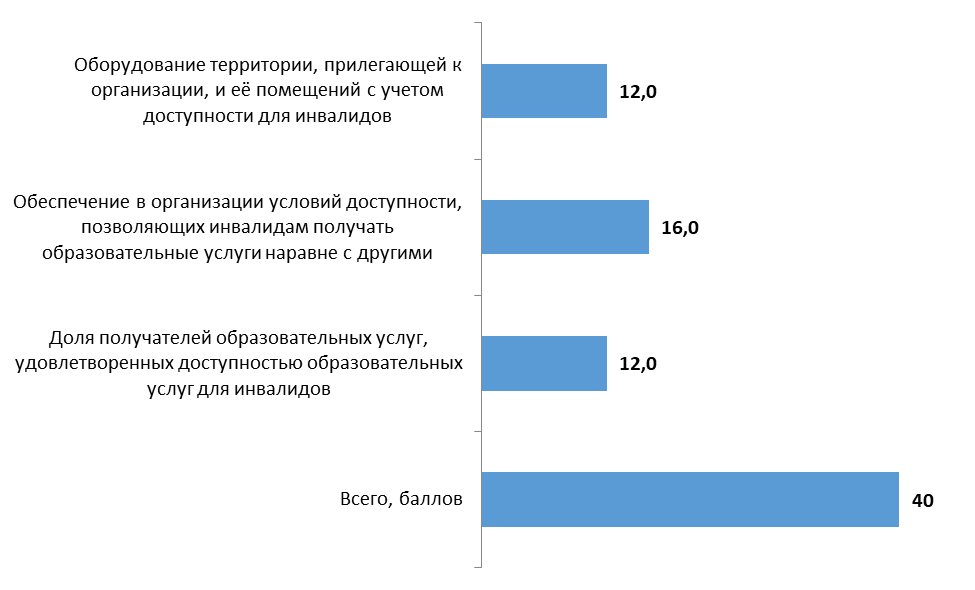 Оборудование территории, прилегающей к
организации, и её помещений с учетом
доступности для инвалидов
12,0
Обеспечение в организации условий доступности,
позволяющих инвалидам получать
образовательные услуги наравне с другими
16,0
Доля получателей образовательных услуг,
удовлетворенных доступностью образовательных
услуг для инвалидов
12,0
Всего, баллов
40